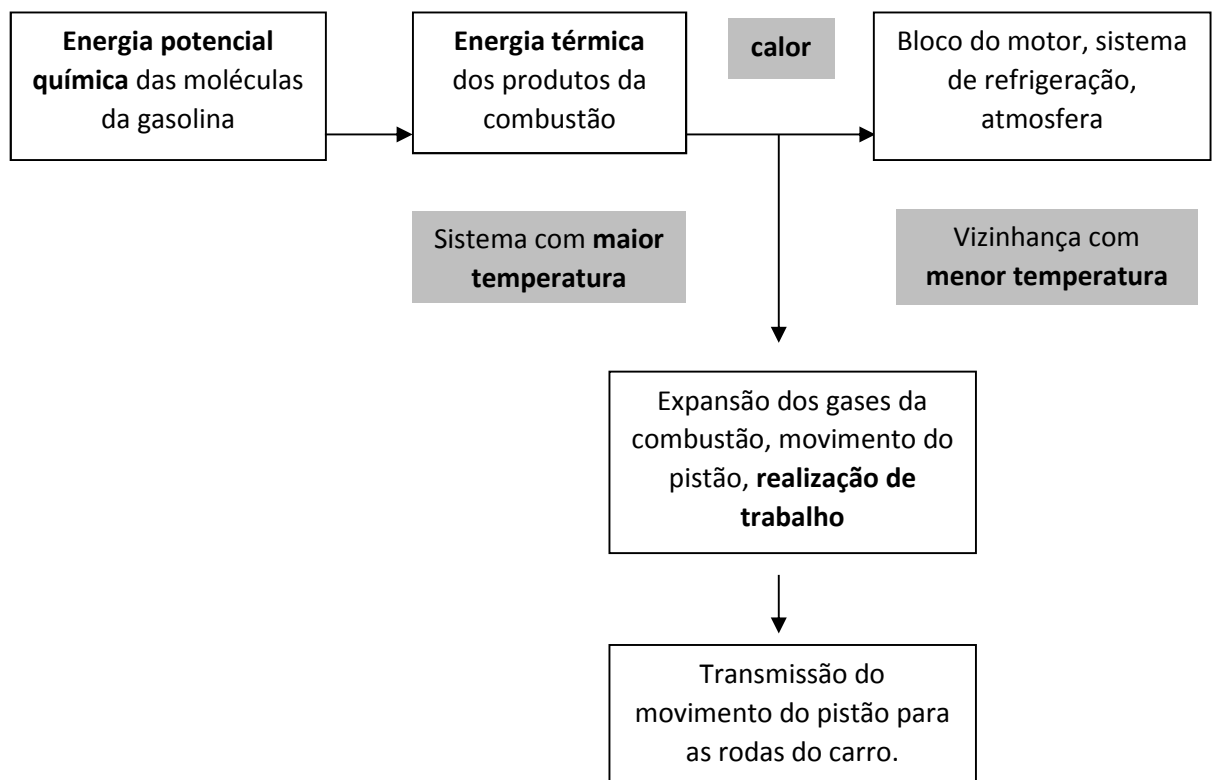 Energia potencial
química das moléculas
da gasolina
Energia térmica
dos produtos da
combustão
calor
Bloco do motor, sistema
de refrigeração,
atmosfera
Sistema com maior
temperatura
Vizinhança com
menor temperatura
Expansão dos gases da
combustão, movimento do
pistão, realização de
trabalho
Transmissão do
movimento do pistão para
as rodas do carro.